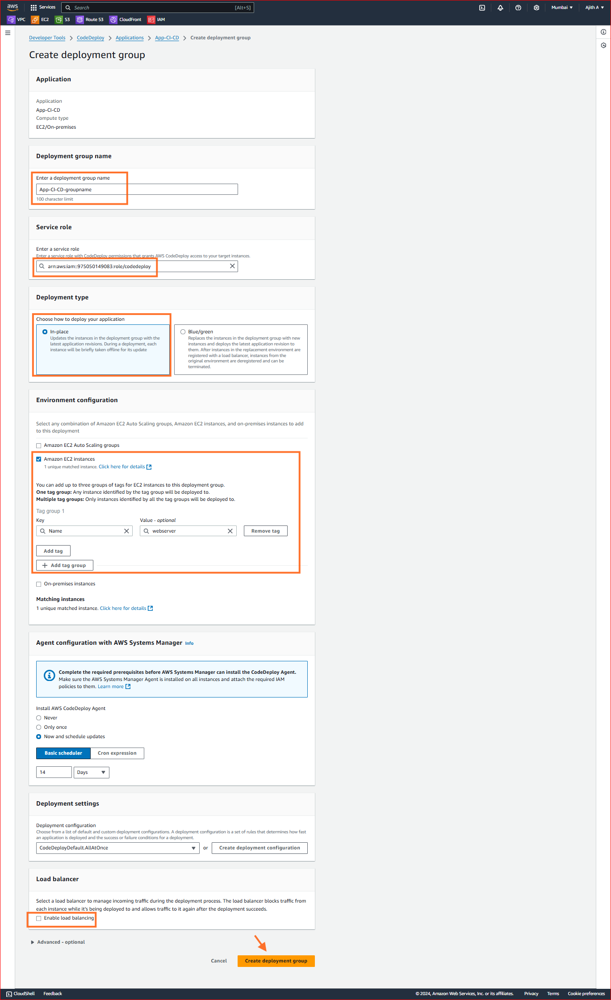 aws
Services
Search
[Alt+S]
Mumbai
Ajith A
VPC
EC2
S3
Route 53
CloudFront
IAM
Developer Tools
CodeDeploy
Applications
App-CI-CD
Create deployment group
Create deployment group
Application
Application
App-CI-CD
Compute type
EC2/On-premises
Deployment group name
Enter a deployment group name
App-CI-CD-groupname
100 character limit
Service role
Enter a service role
Enter a service role with CodeDeploy permissions that grants AWS CodeDeploy access to your target instances.
arn:aws:iam::975050149083:role/codedeploy
Deployment type
Choose how to deploy your application
In-place
Updates the instances in the deployment group with the
latest application revisions. During a deployment, each
instance will be briefly taken offline for its update
Blue/green
Replaces the instances in the deployment group with new
instances and deploys the latest application revision to
them. After instances in the replacement environment are
registered with a load balancer, instances from the
original environment are deregistered and can be
terminated.
Environment configuration
Select any combination of Amazon EC2 Auto Scaling groups, Amazon EC2 instances, and on-premises instances to add
to this deployment
Amazon EC2 Auto Scaling groups
Amazon EC2 instances
1 unique matched instance. Click here for details
You can add up to three groups of tags for EC2 instances to this deployment group.
One tag group: Any instance identified by the tag group will be deployed to.
Multiple tag groups: Only instances identified by all the tag groups will be deployed to.
Tag group 1
Key
Value - optional
Name
webserver
Remove tag
Add tag
Add tag group
On-premises instances
Matching instances
1 unique matched instance. Click here for details
Agent configuration with AWS Systems Manager Info
Complete the required prerequisites before AWS Systems Manager can install the CodeDeploy Agent.
Make sure the AWS Systems Manager Agent is installed on all instances and attach the required IAM
policies to them. Learn more
Install AWS CodeDeploy Agent
Never
Only once
Now and schedule updates
Basic scheduler
Cron expression
14
Days
Deployment settings
Deployment configuration
Choose from a list of default and custom deployment configurations. A deployment configuration is a set of rules that determines how fast
an application is deployed and the success or failure conditions for a deployment.
CodeDeployDefault.AllAtOnce
or
Create deployment configuration
Load balancer
Select a load balancer to manage incoming traffic during the deployment process. The load balancer blocks traffic from
each instance while it's being deployed to and allows traffic to it again after the deployment succeeds.
Enable load balancing
Advanced - optional
Cancel
Create deployment group
CloudShell
Feedback
© 2024, Amazon Web Services, Inc. or its affiliates.
Privacy
Terms
Cookie preferences